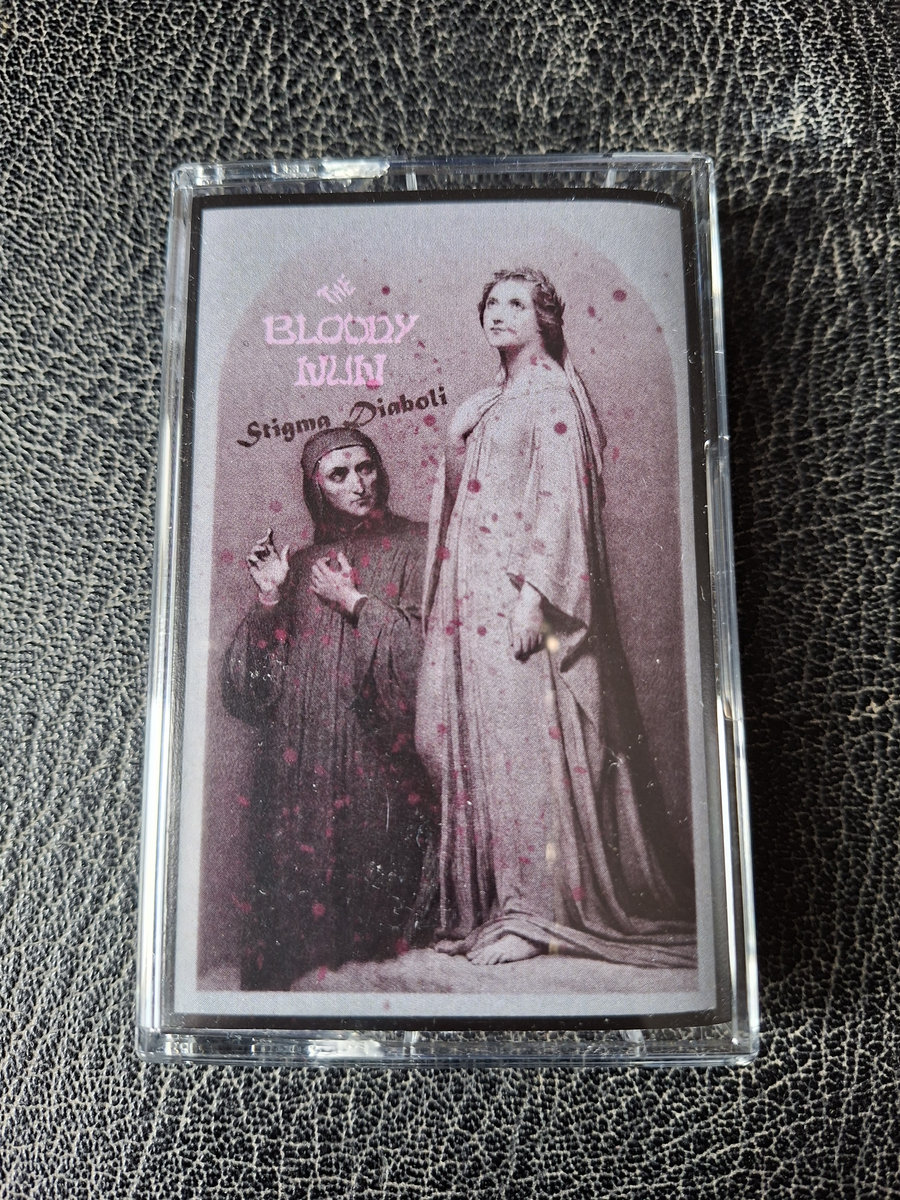 THE
BLOODY
NUN
Stigma Diaboli